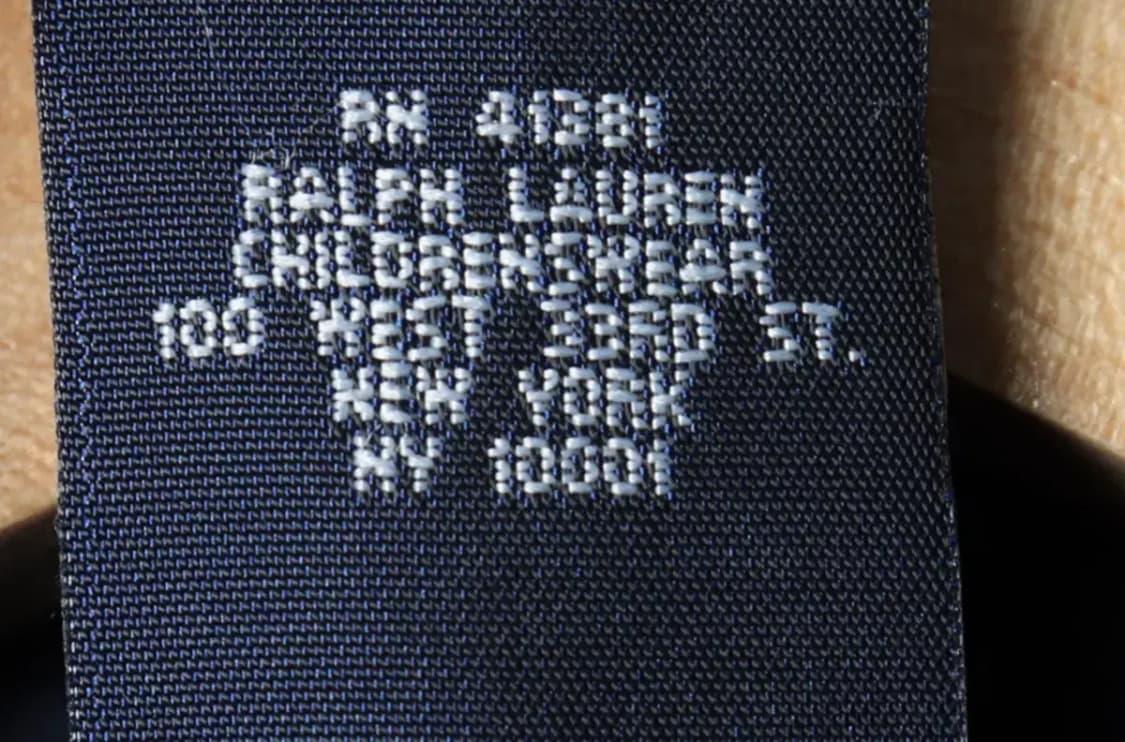 RN 41381
RALPH LAUREN
CHILDRENSWEAR
100 WEST 33RD ST.
NEW YORK
NY 10001